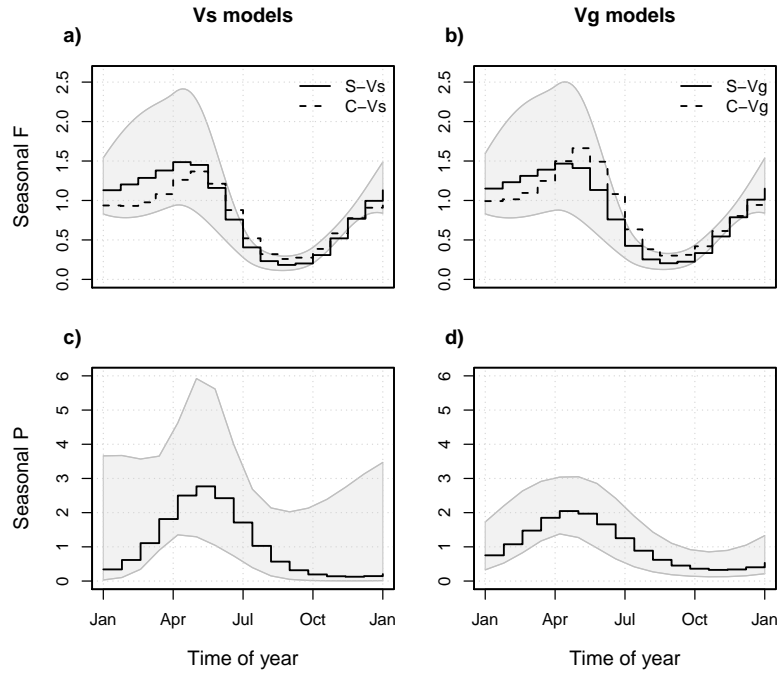 Vs models
Vg models
a)
b)
Seasonal F
0.0 0.5 1.0 1.5 2.0 2.5
S−Vs
C−Vs
0.0 0.5 1.0 1.5 2.0 2.5
S−Vg
C−Vg
c)
d)
Seasonal P
6
5
4
3
2
1
0
6
5
4
3
2
1
0
Jan Apr Jul Oct Jan
Jan Apr Jul Oct Jan
Time of year
Time of year